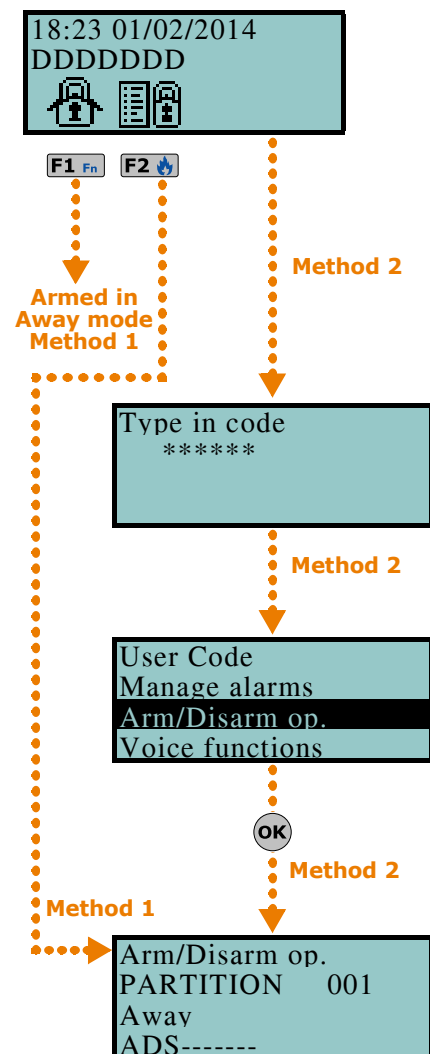 18:23 01/02/2014
DDDDDDD
F1 Fn F2
Method 2
Armed in
Away mode
Method 1
Type in code
******
Method 2
User Code
Manage alarms
Arm/Disarm op.
Voice functions
OK
Method 2
Method 1
Arm/Disarm op.
PARTITION 001
Away
ADS-------